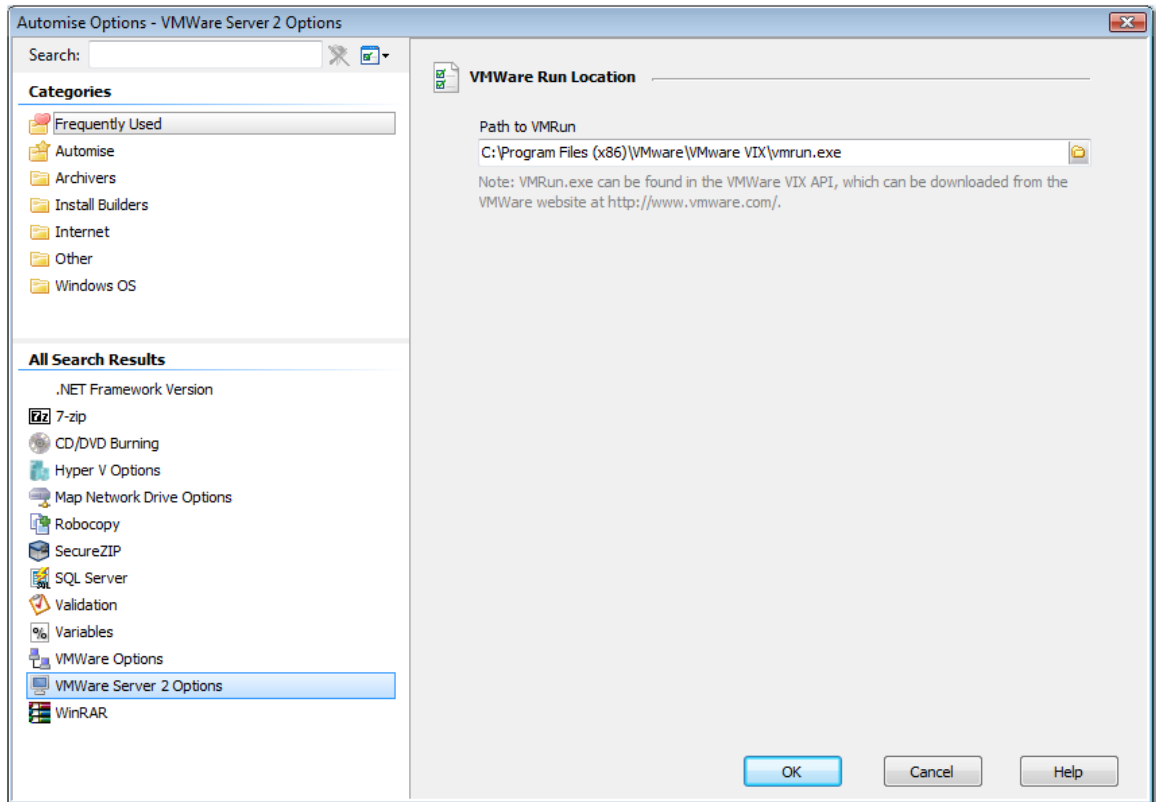 Automise Options - VMWare Server 2 Options
Search:
Categories
Frequently Used
Automise
Archivers
Install Builders
Internet
Other
Windows OS
All Search Results
.NET Framework Version
7z 7-zip
CD/DVD Burning
Hyper V Options
Map Network Drive Options
Robocopy
SecureZIP
SQL SQL Server
Validation
% Variables
VMWare Options
VMWare Server 2 Options
WinRAR
VMWare Run Location
Path to VMRun
C:\Program Files (x86)\VMware\VMware VIX\vmrun.exe
Note: VMRun.exe can be found in the VMWare VIX API, which can be downloaded from the
VMWare website at http://www.vmware.com/.
OK
Cancel
Help